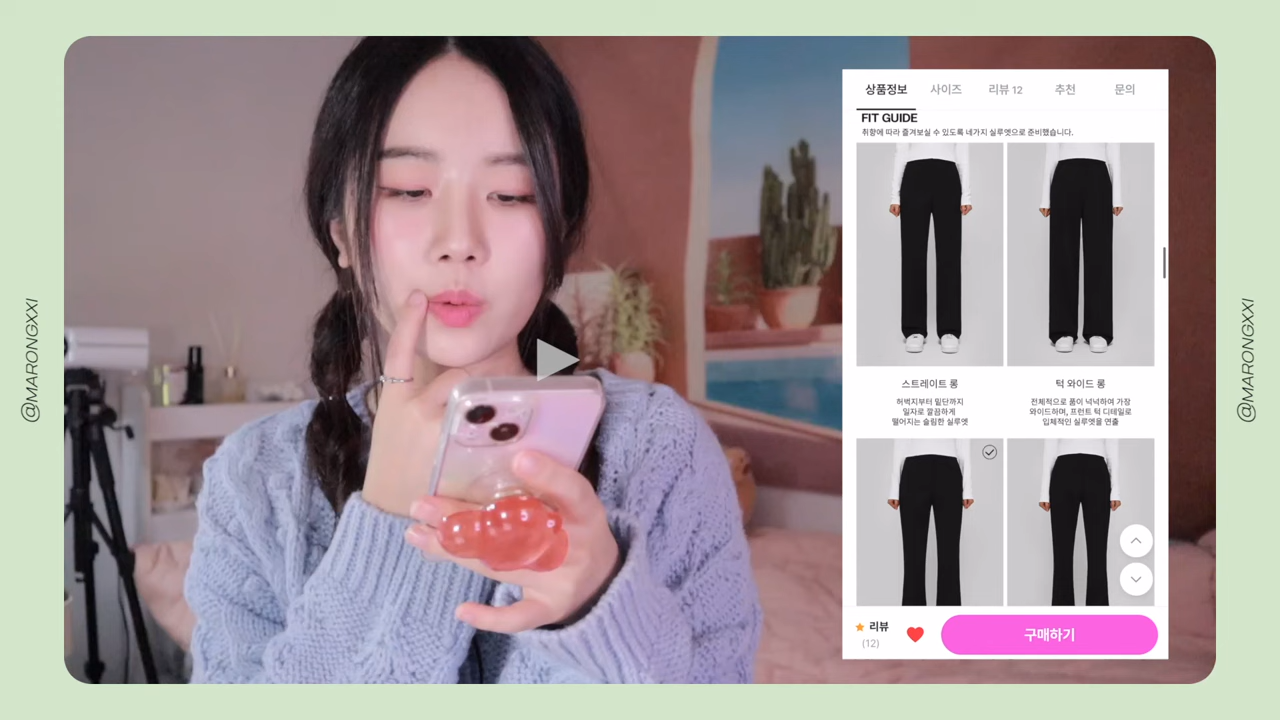 @MARONGXXI
상품정보 사이즈 리뷰 12 추천 문의
FIT GUIDE
취향에 따라 즐겨보실 수 있도록 네가지 실루엣으로 준비했습니다.
스트레이트 롱
허벅지부터 밑단까지
일자로 깔끔하게
떨어지는 슬림한 실루엣
턱 와이드 롱
전체적으로 품이 넉넉하여 가장
와이드하며, 프런트 턱 디테일로
입체적인 실루엣을 연출
리뷰
(12)
구매하기
@MARONGXXI